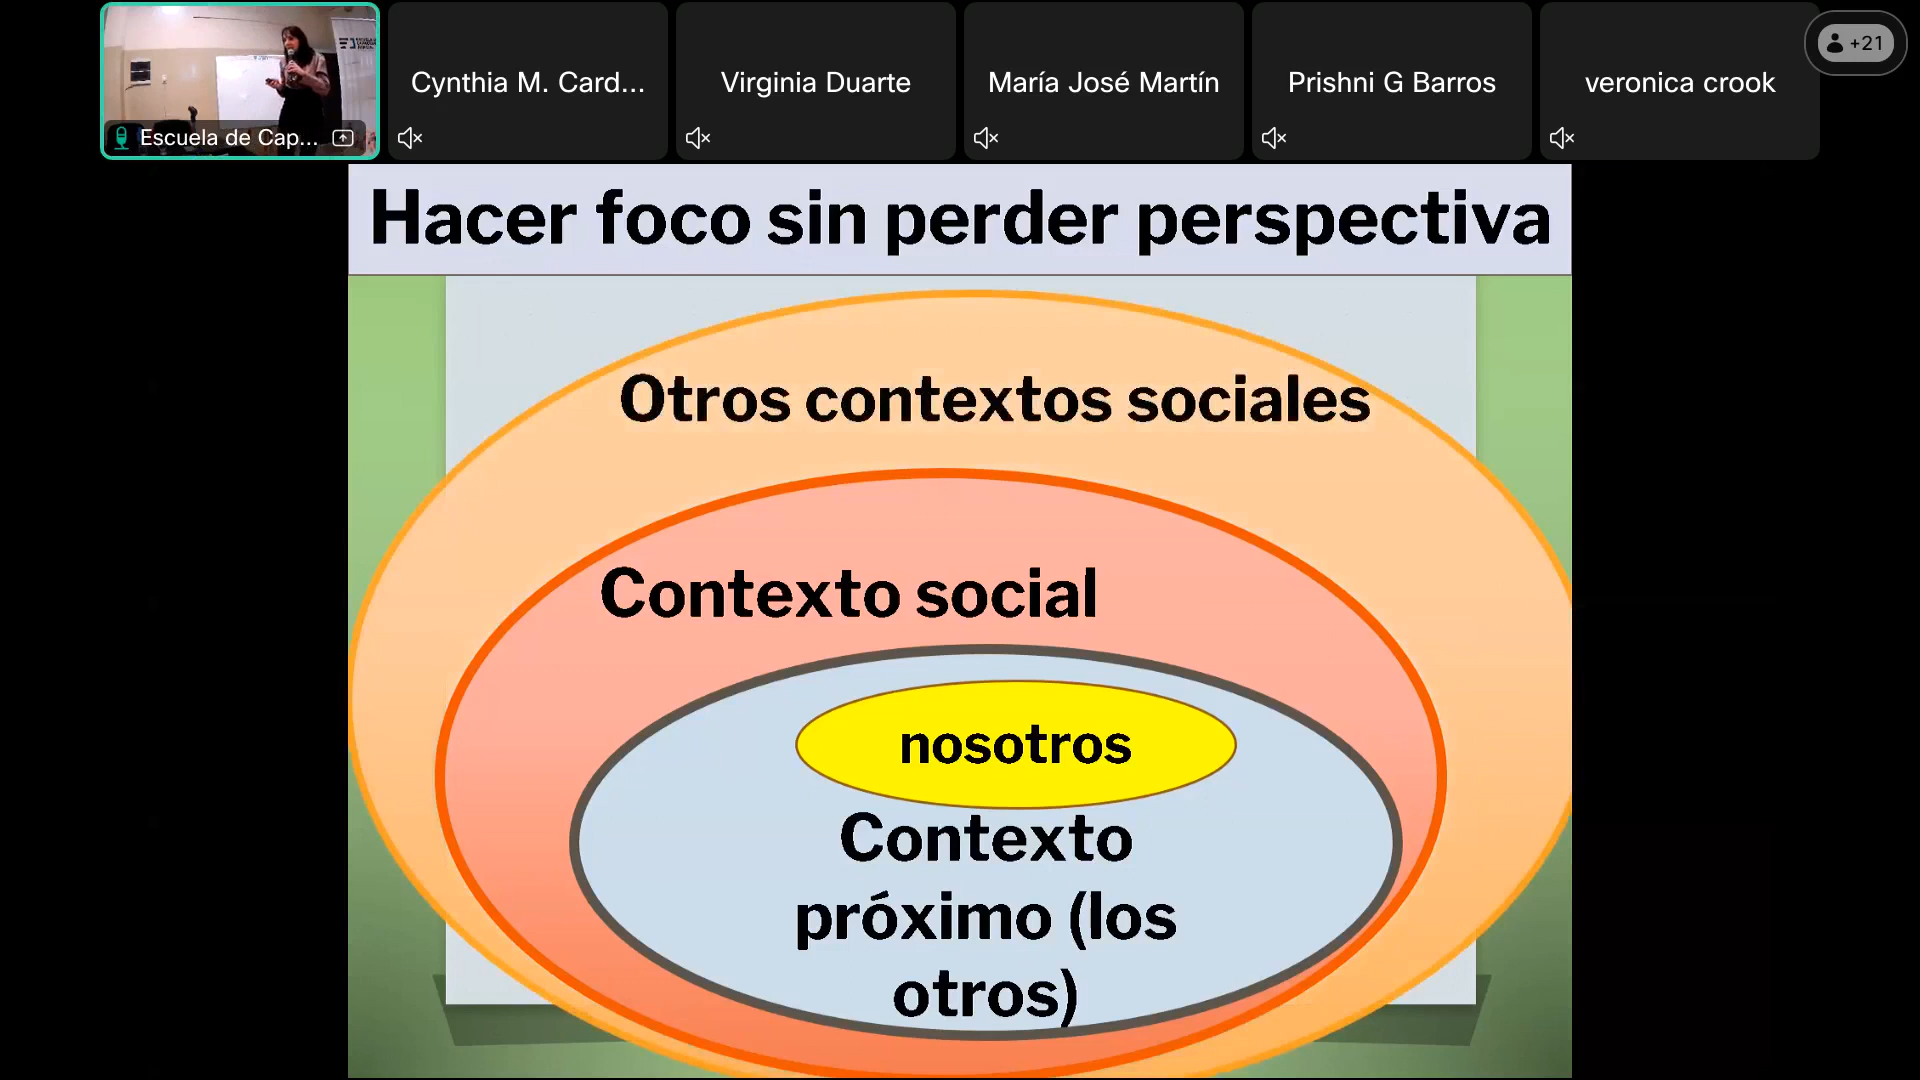 Escuela de Cap...
Cynthia M. Card...
Virginia Duarte
María José Martín
Prishni G Barros
veronica crook
+21
Hacer foco sin perder perspectiva
Otros contextos sociales
Contexto social
nosotros
Contexto
próximo (los
otros)